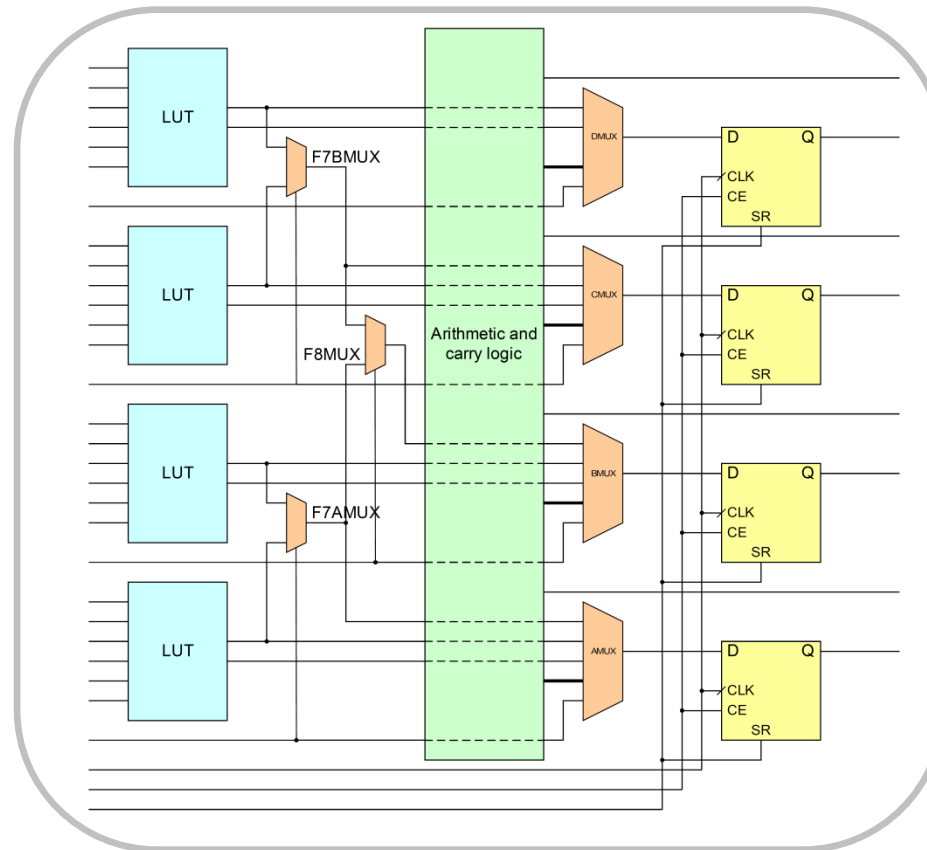 LUT
F7BMUX
DMUX
D Q
CLK
CE
SR
LUT
F8MUX
Arithmetic and
carry logic
CMUX
D Q
CLK
CE
SR
LUT
F7AMUX
BMUX
D Q
CLK
CE
SR
LUT
AMUX
D Q
CLK
CE
SR